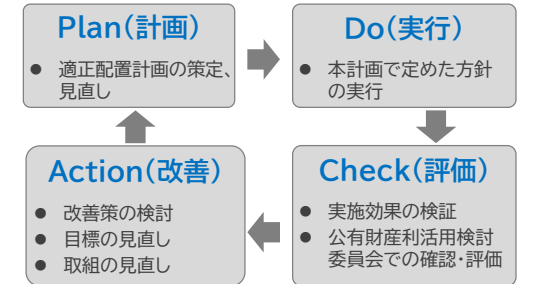 Plan(計画)
● 適正配置計画の策定、
見直し
Do(実行)
● 本計画で定めた方針
の実行
Action(改善)
● 改善策の検討
● 目標の見直し
● 取組の見直し
Check(評価)
● 実施効果の検証
● 公有財産利活用検討
委員会での確認・評価